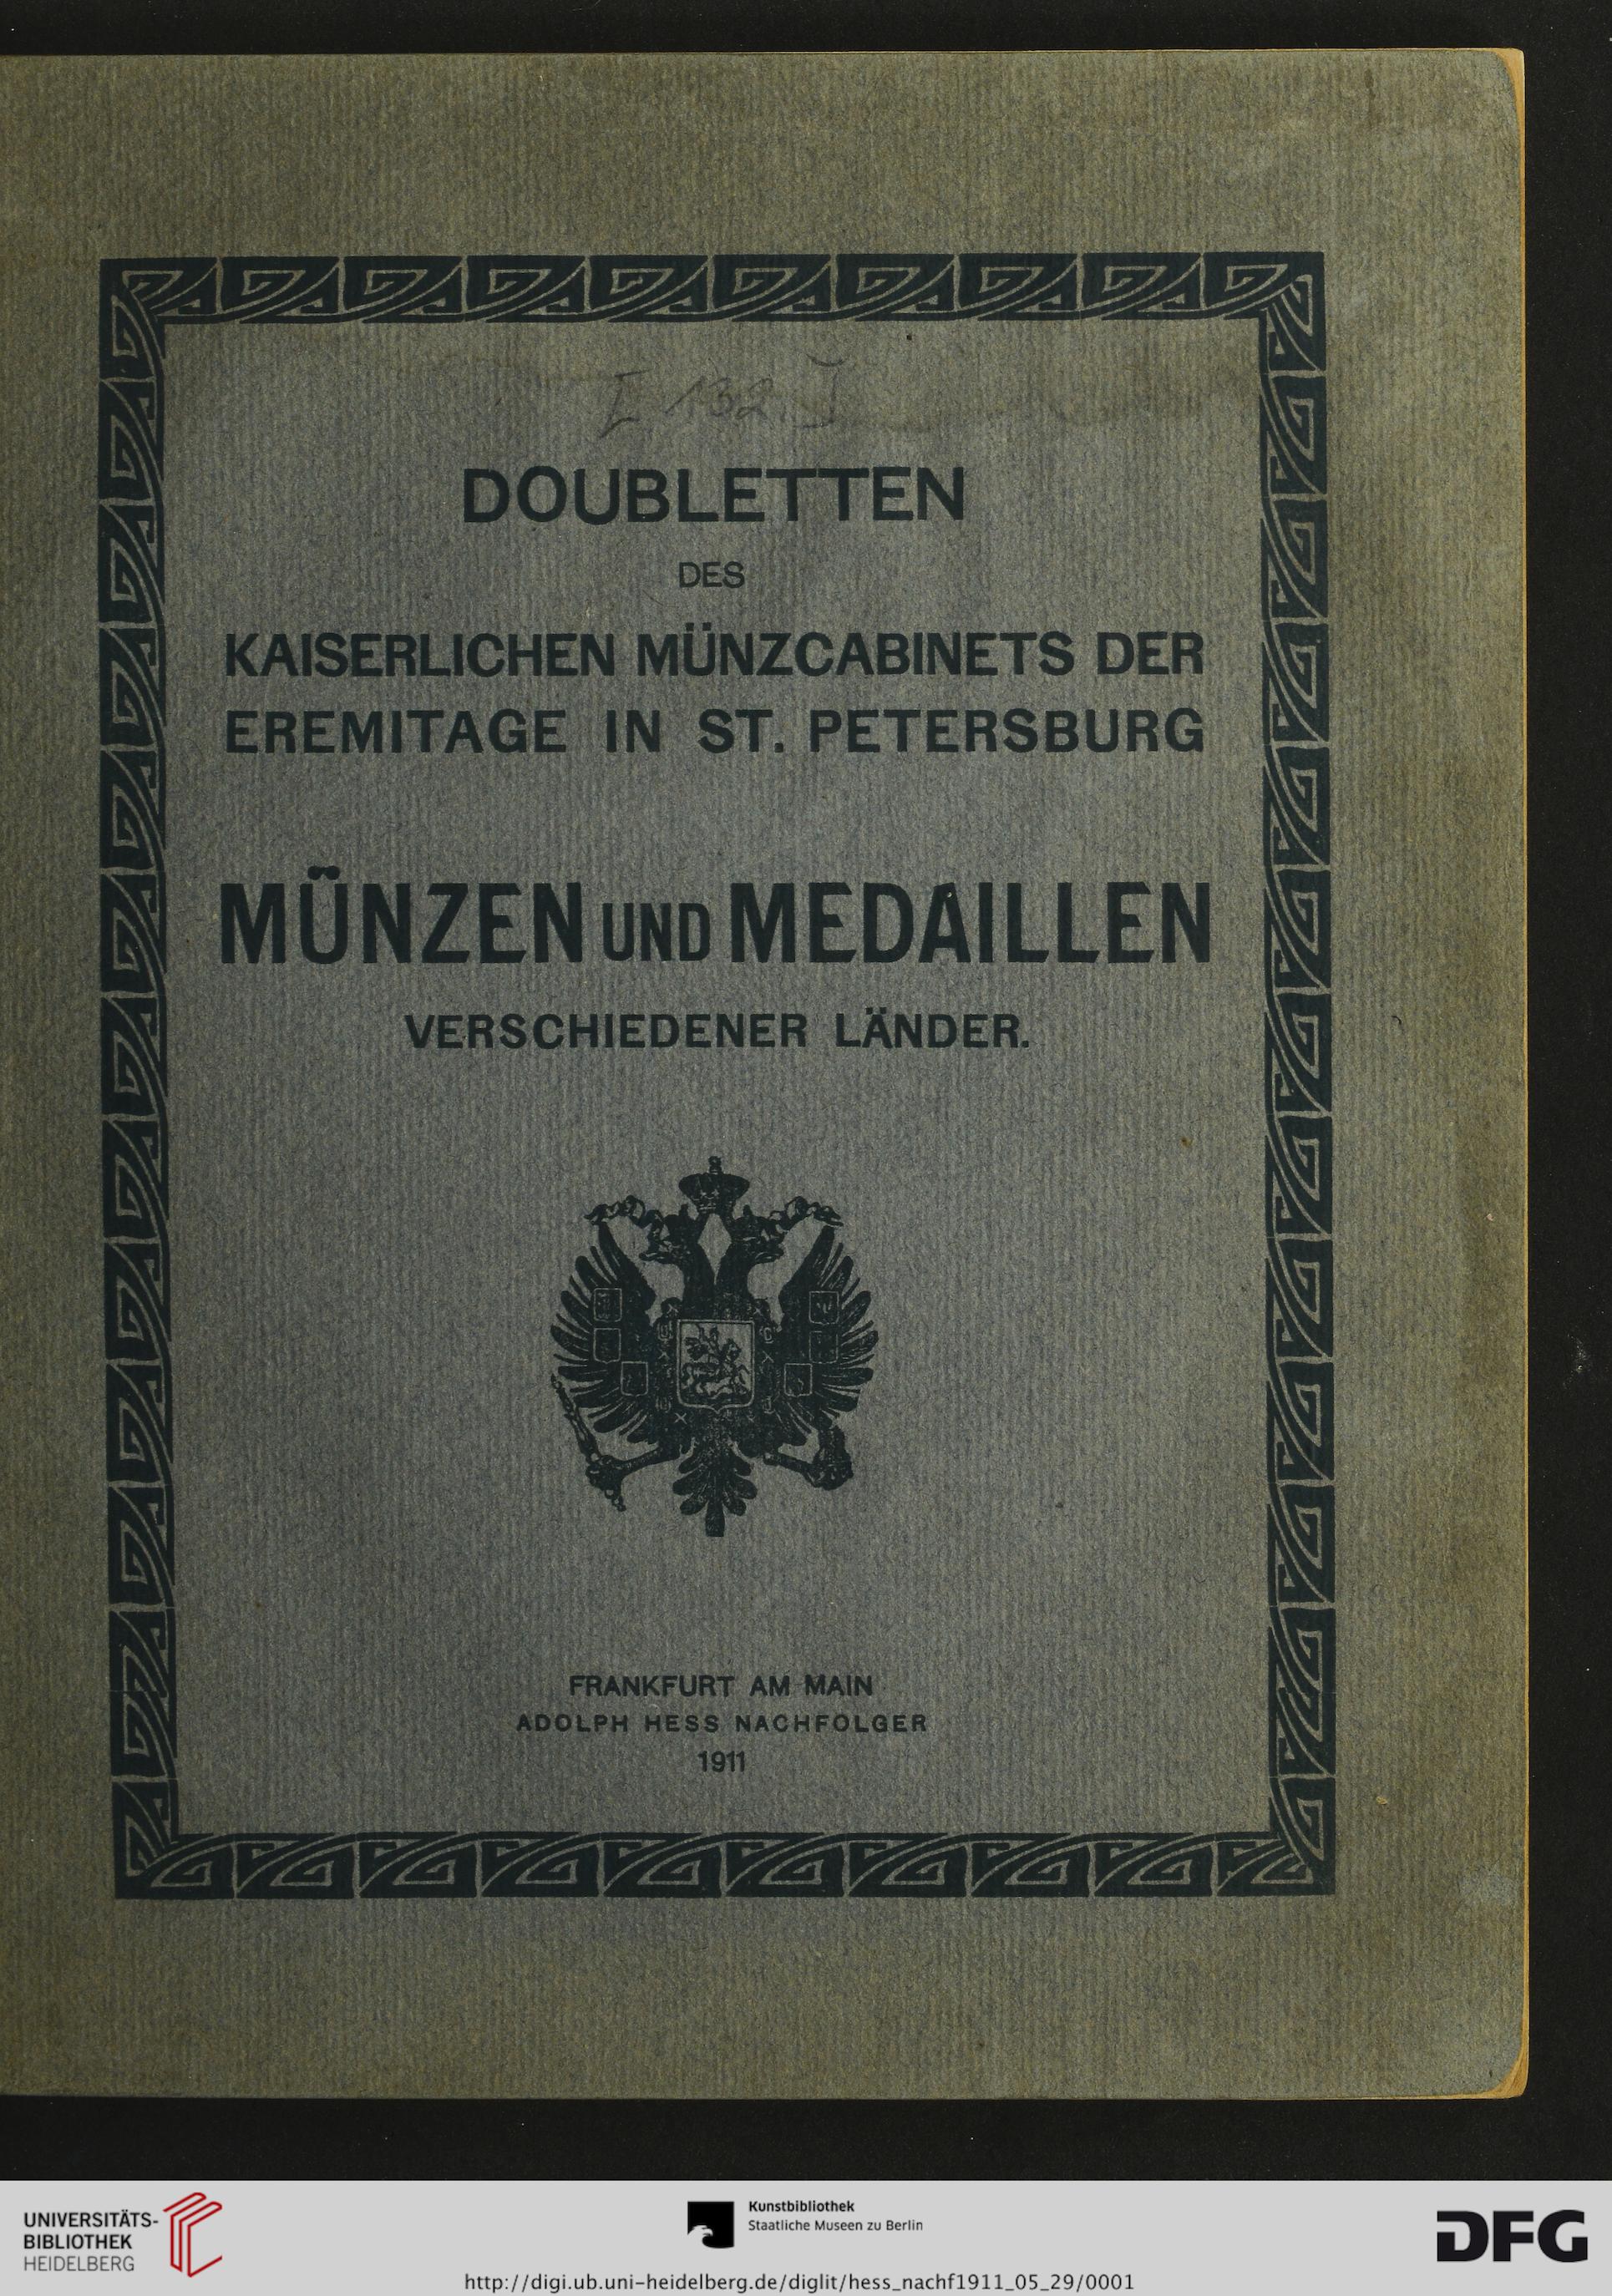 [132.]
DOUBLETTEN
DES
KAISERLICHEN MÜNZCABINETS DER
EREMITAGE IN ST. PETERSBURG
MÜNZEN UND MEDAILLEN
VERSCHIEDENER LÄNDER.
FRANKFURT AM MAIN
ADOLPH HESS NACHFOLGER
1911
UNIVERSITÄTS-
BIBLIOTHEK
HEIDELBERG
Kunstbibliothek
Staatliche Museen zu Berlin
DFG
http://digi.ub.uni-heidelberg.de/diglit/hess_nachf1911_05_29/0001